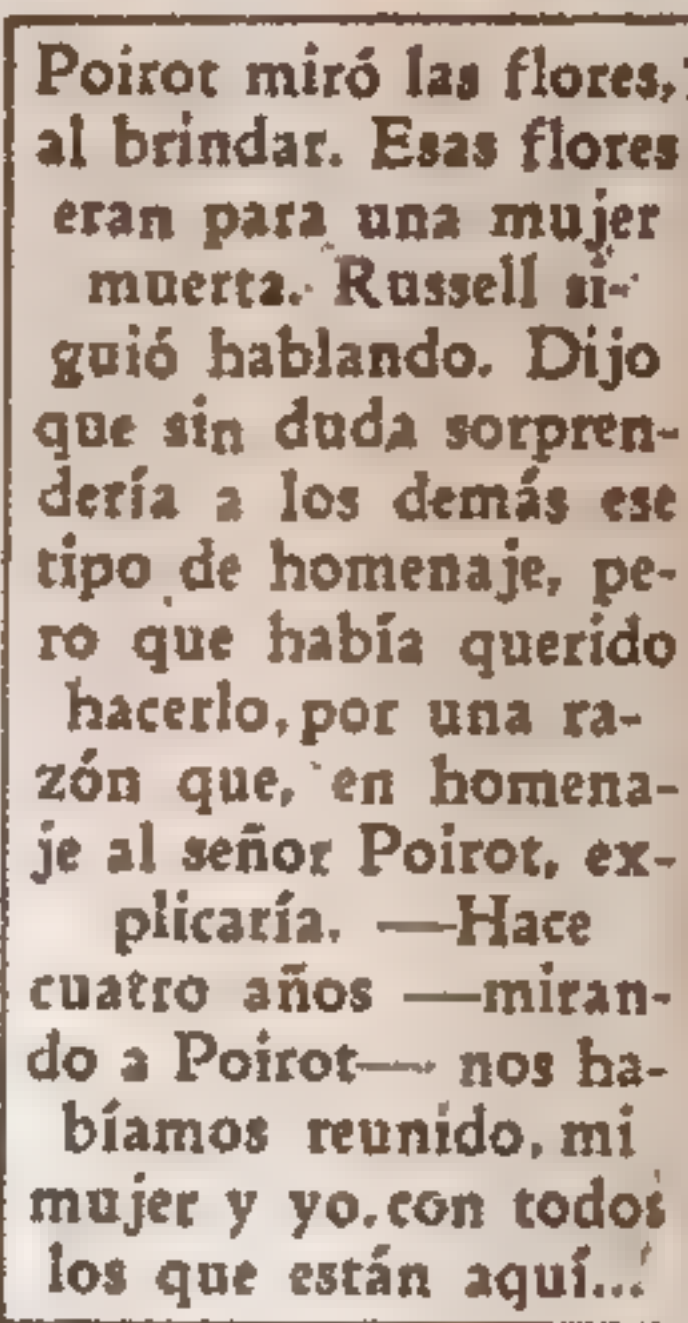 Poirot miró las flores,
al brindar. Esas flores
eran para una mujer
muerta. Russell si-
guió hablando. Dijo
que sin duda sorpren-
dería a los demás ese
tipo de homenaje, pe-
ro que había querido
hacerlo, por una ra-
zón que, en homena-
je al señor Poirot, ex-
plicaría. —Hace
cuatro años —miran-
do a Poirot— nos ha-
bíamos reunido, mi
mujer y yo, con todos
los que están aquí...